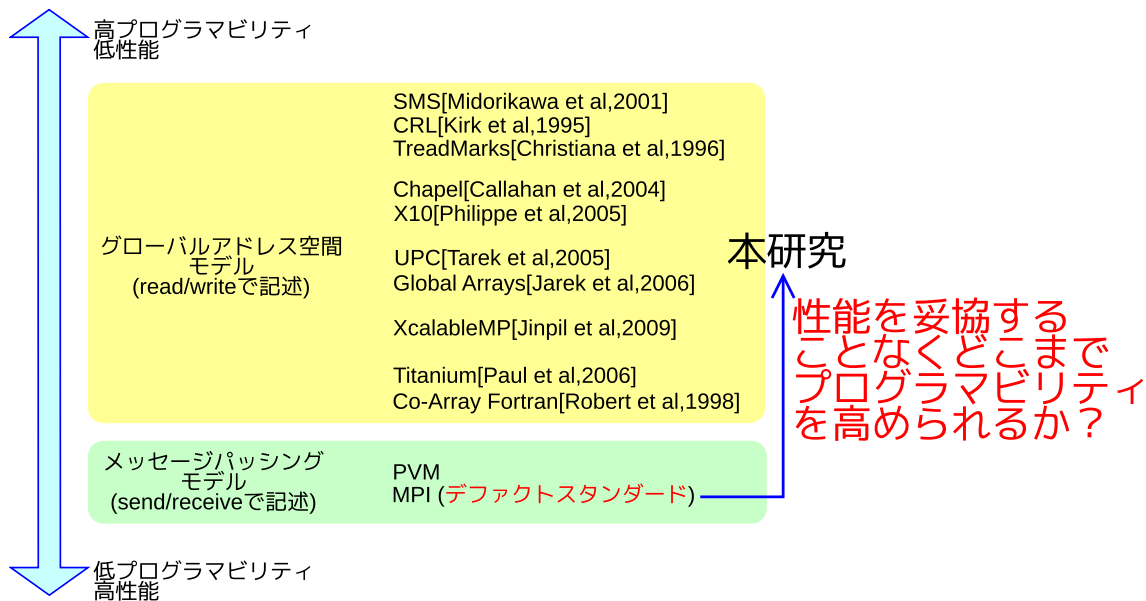 高プログラマビリティ
低性能
SMS[Midorikawa et al,2001]
CRL[Kirk et al,1995]
TreadMarks[Christiana et al,1996]
Chapel[Callahan et al,2004]
X10[Philippe et al,2005]
グローバルアドレス空間
モデル
(read/writeで記述)
UPC[Tarek et al,2005]
Global Arrays[Jarek et al,2006]
XcalableMP[Jinpil et al,2009]
Titanium[Paul et al,2006]
Co-Array Fortran[Robert et al,1998]
本研究
性能を妥協する
ことなくどこまで
プログラマビリティ
を高められるか？
メッセージパッシング
モデル
(send/receiveで記述)
PVM
MPI (デファクトスタンダード)
低プログラマビリティ
高性能